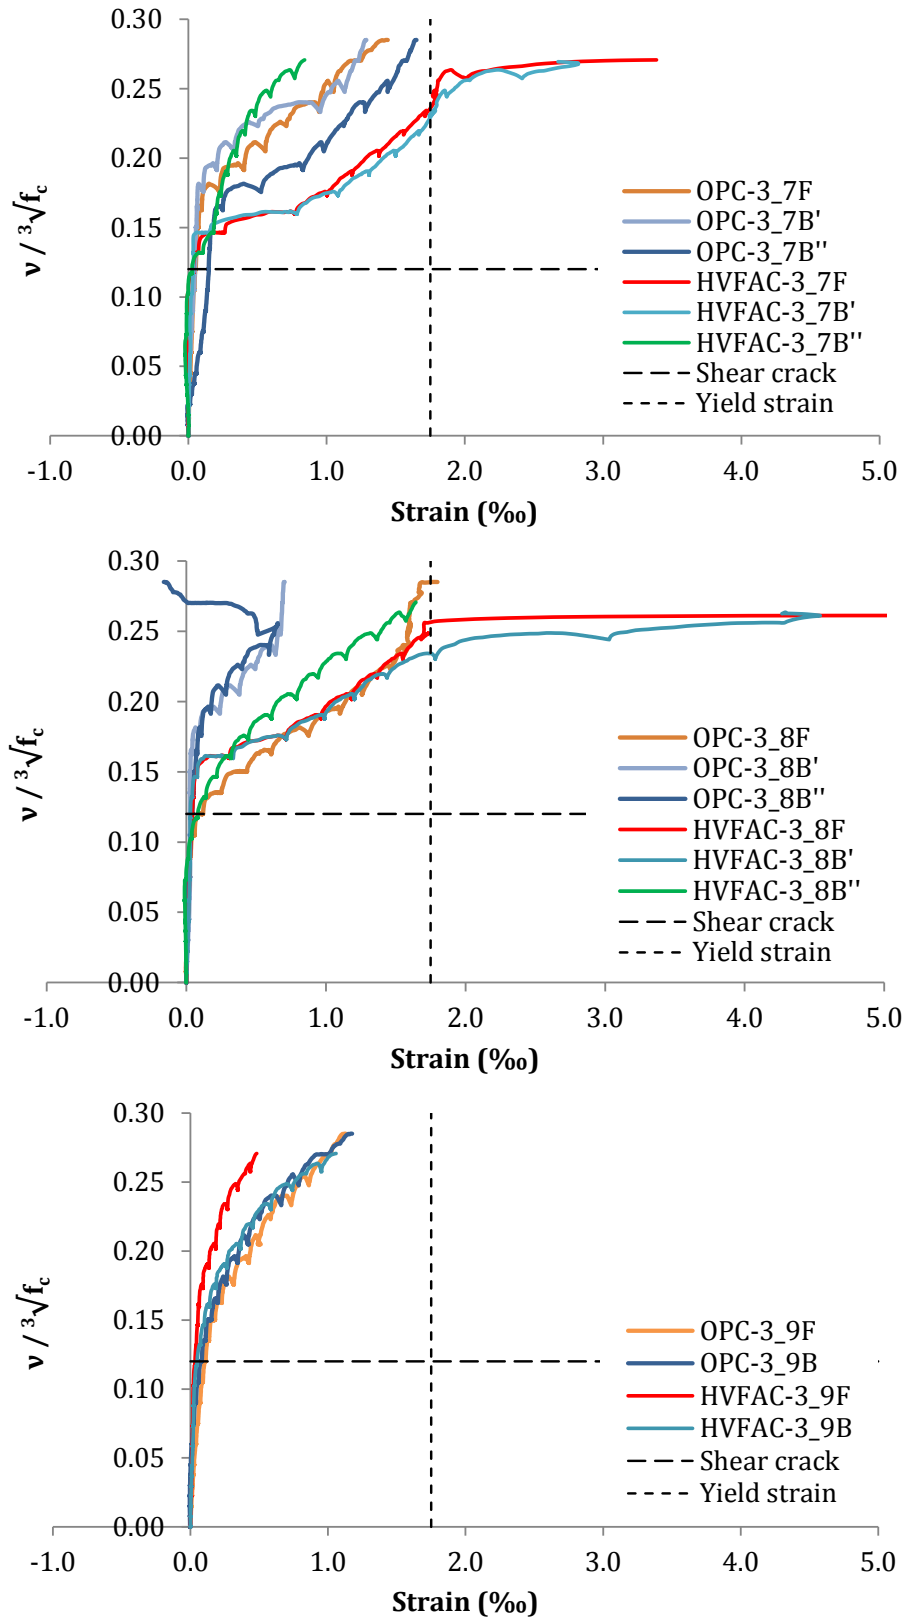 0.30
0.25
0.20
0.15
0.10
0.05
0.00
ν / ³√f_c
OPC-3_7F
OPC-3_7B'
OPC-3_7B''
HVFAC-3_7F
HVFAC-3_7B'
HVFAC-3_7B''
Shear crack
Yield strain
-1.0 0.0 1.0 2.0 3.0 4.0 5.0
Strain (‰)
0.30
0.25
0.20
0.15
0.10
0.05
0.00
ν / ³√f_c
OPC-3_8F
OPC-3_8B'
OPC-3_8B''
HVFAC-3_8F
HVFAC-3_8B'
HVFAC-3_8B''
Shear crack
Yield strain
-1.0 0.0 1.0 2.0 3.0 4.0 5.0
Strain (‰)
0.30
0.25
0.20
0.15
0.10
0.05
0.00
ν / ³√f_c
OPC-3_9F
OPC-3_9B
HVFAC-3_9F
HVFAC-3_9B
Shear crack
Yield strain
-1.0 0.0 1.0 2.0 3.0 4.0 5.0
Strain (‰)